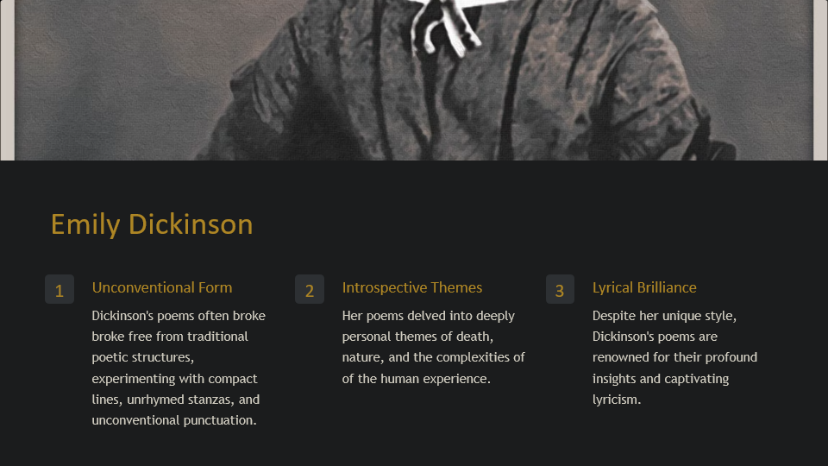 Emily Dickinson
1
Unconventional Form
Dickinson's poems often broke
broke free from traditional
poetic structures,
experimenting with compact
lines, unrhymed stanzas, and
unconventional punctuation.
2
Introspective Themes
Her poems delved into deeply
personal themes of death,
nature, and the complexities of
of the human experience.
3
Lyrical Brilliance
Despite her unique style,
Dickinson's poems are
renowned for their profound
insights and captivating
lyricism.